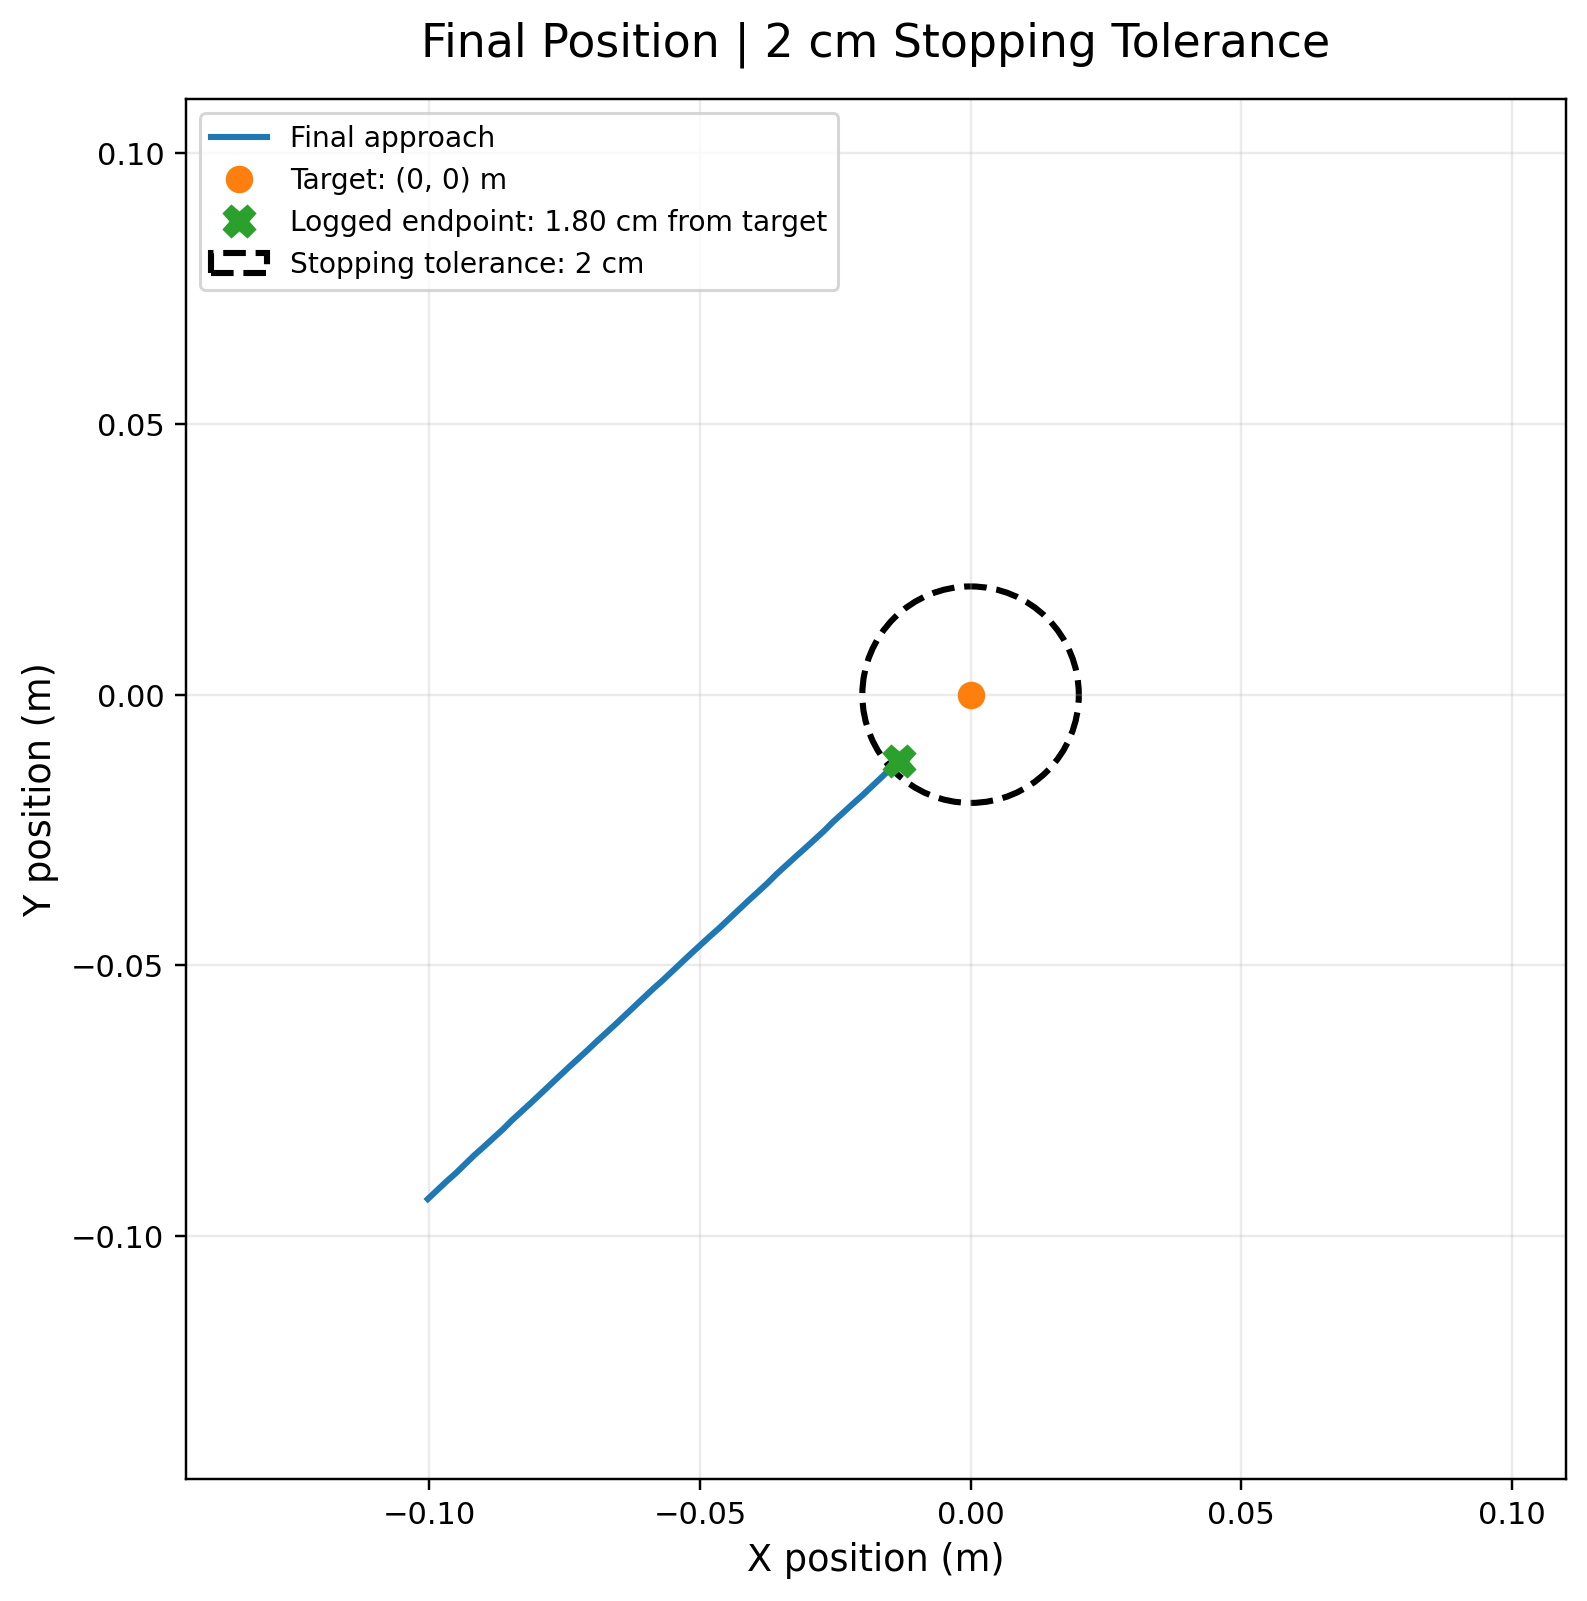 Final Position | 2 cm Stopping Tolerance
Final approach
Target: (0, 0) m
Logged endpoint: 1.80 cm from target
Stopping tolerance: 2 cm
0.10
0.05
0.00
−0.05
−0.10
Y position (m)
−0.10
−0.05
0.00
0.05
0.10
X position (m)